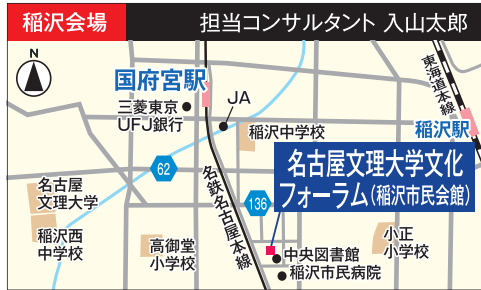 稲沢会場
担当コンサルタント 入山太郎
N
国府宮駅
三菱東京
UFJ銀行
JA
東海道本線
稲沢駅
稲沢中学校
名古屋文理大学文化
フォーラム(稲沢市民会館)
62
136
名鉄名古屋本線
名古屋
文理大学
稲沢西
中学校
高御堂
小学校
中央図書館
稲沢市民病院
小正
小学校